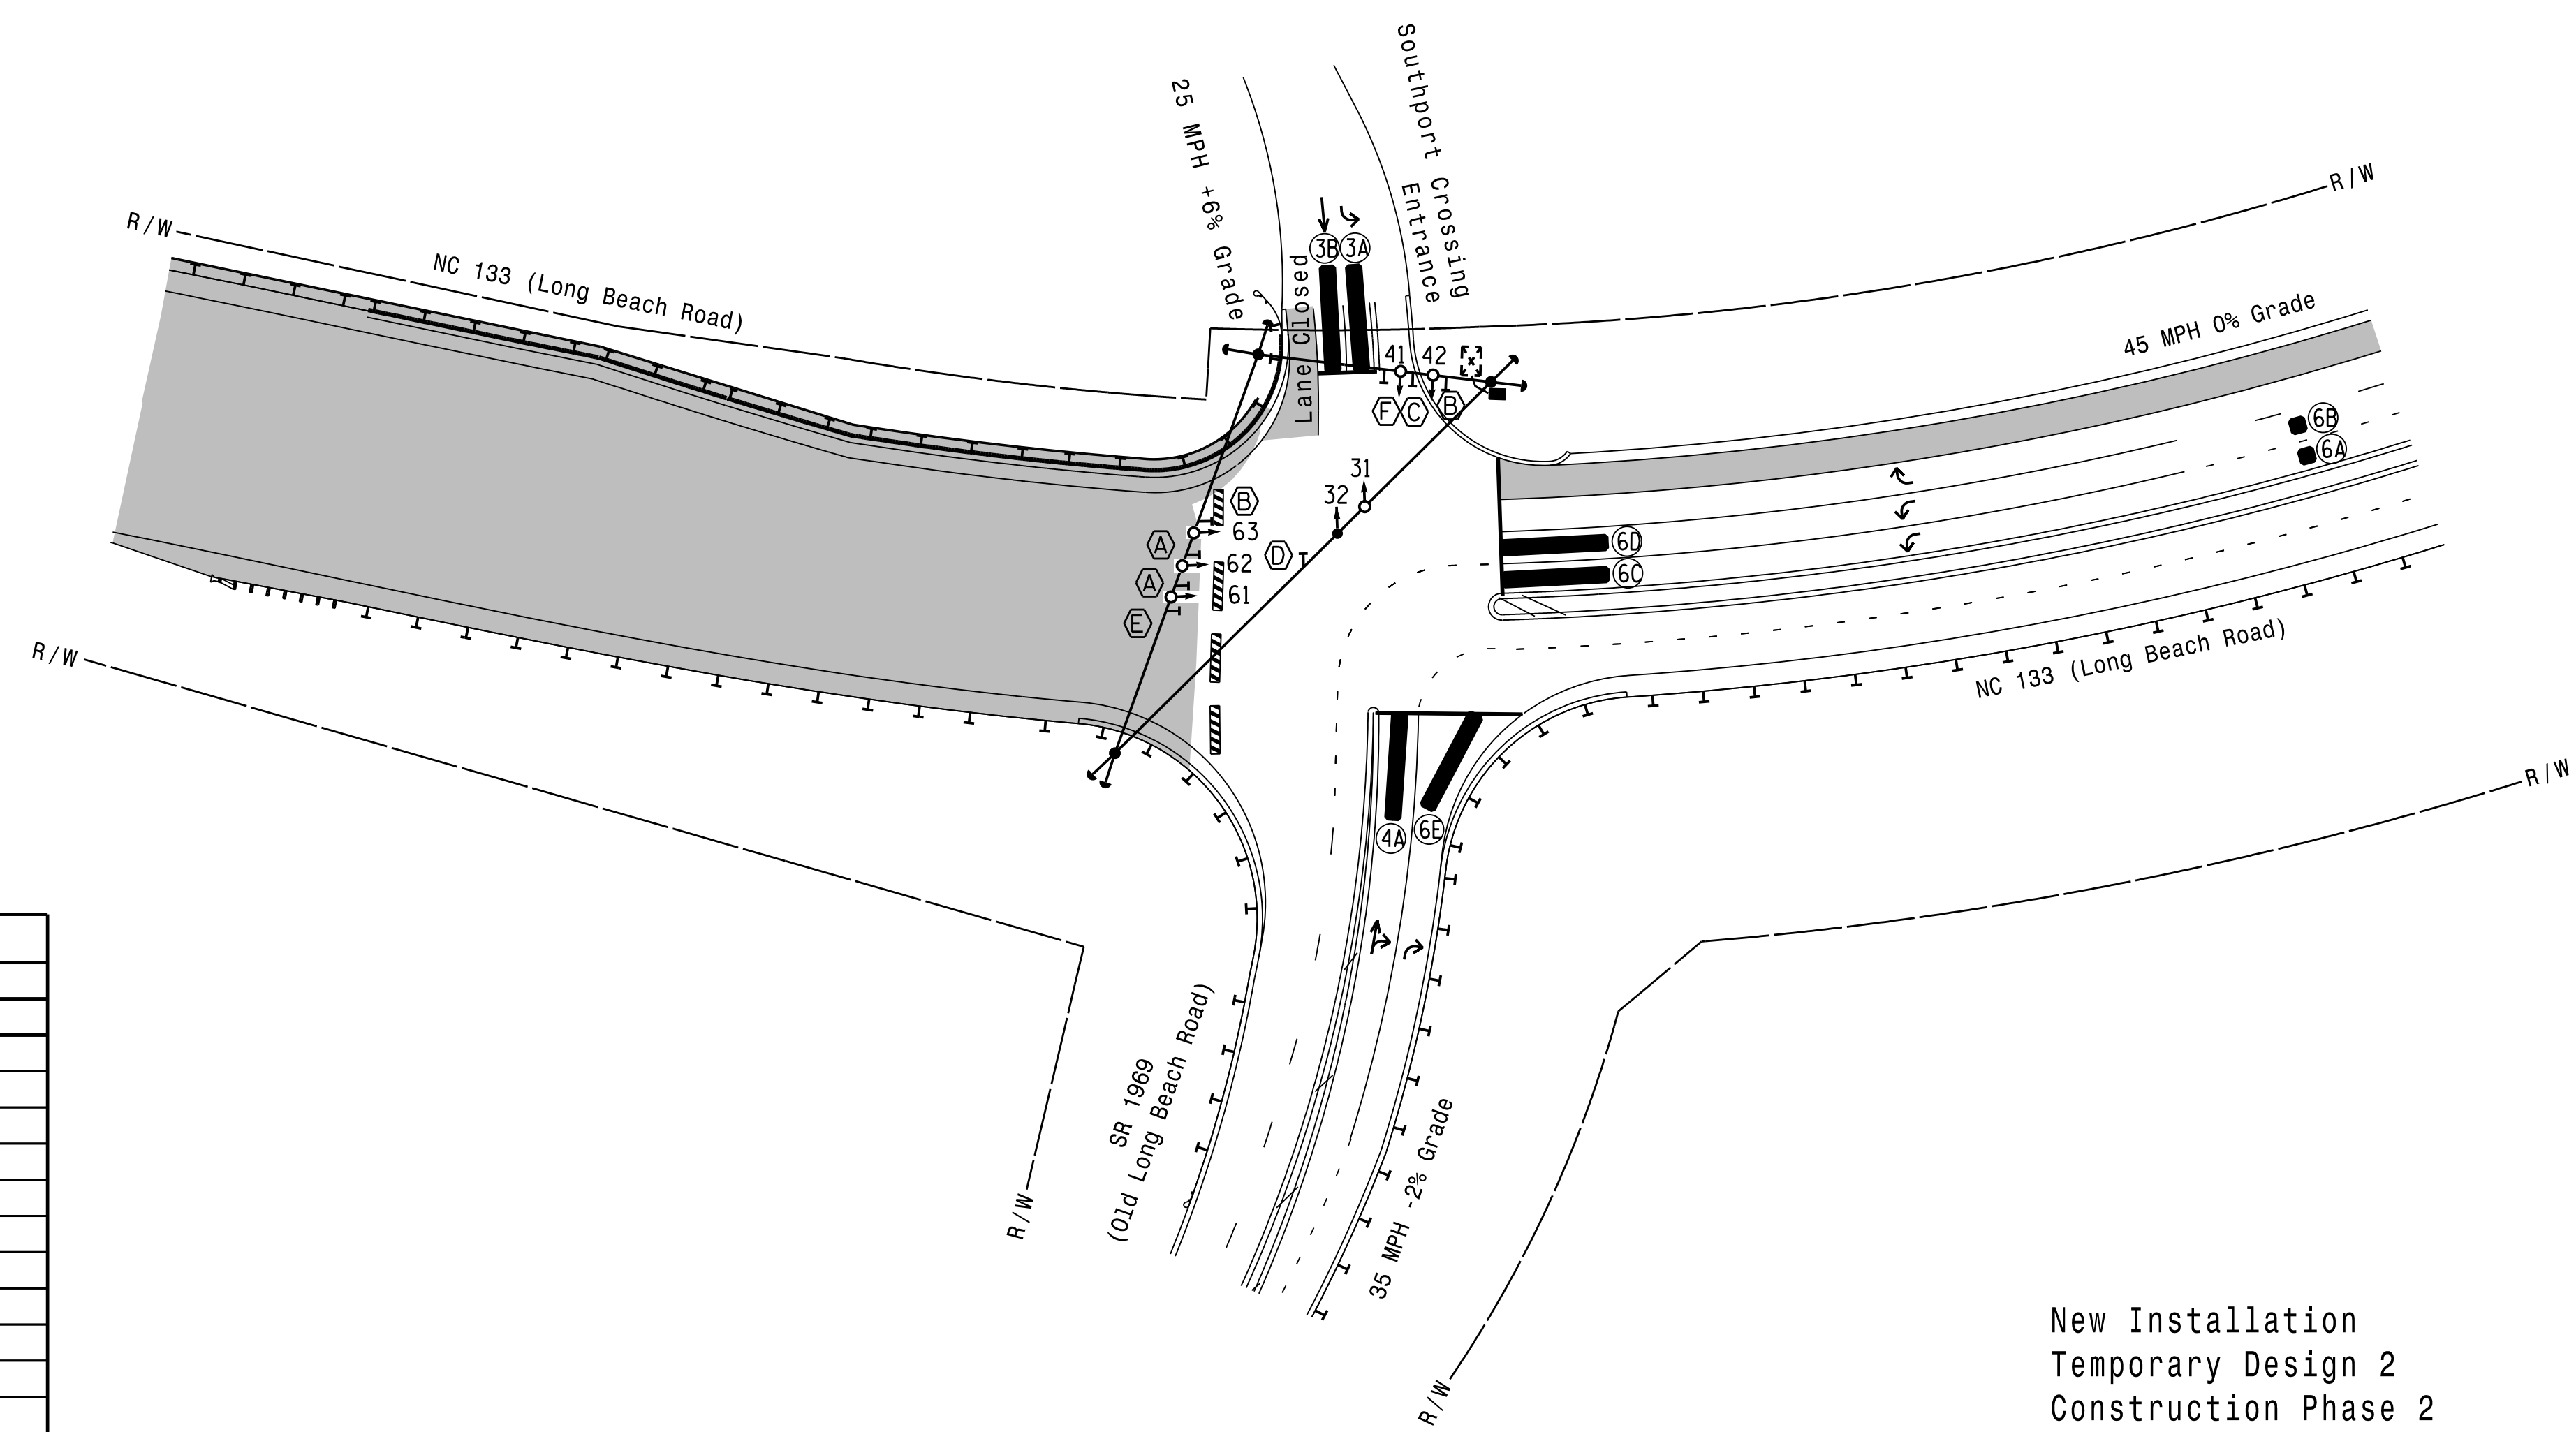 25 MPH +6% Grade
Southport Crossing
Entrance
R/W
NC 133 (Long Beach Road)
R/W
3B
3A
Lane Closed
45 MPH 0% Grade
41
42
X
F
C
B
6B
6A
31
32
B
63
A
D
62
A
61
E
6D
6C
R/W
NC 133 (Long Beach Road)
R/W
4A
6E
SR 1969
(Old Long Beach Road)
R/W
35 MPH -2% Grade
R/W
New Installation
Temporary Design 2
Construction Phase 2